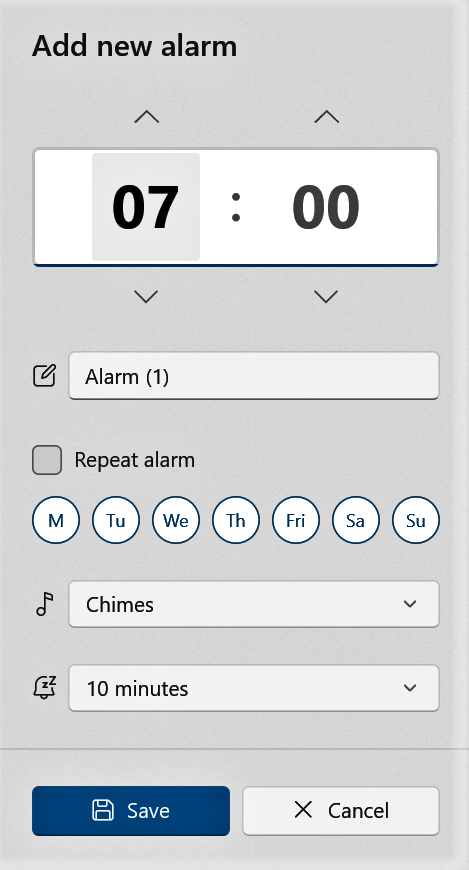 Add new alarm
07 : 00
Alarm (1)
Repeat alarm
M Tu We Th Fri Sa Su
Chimes
10 minutes
Save Cancel